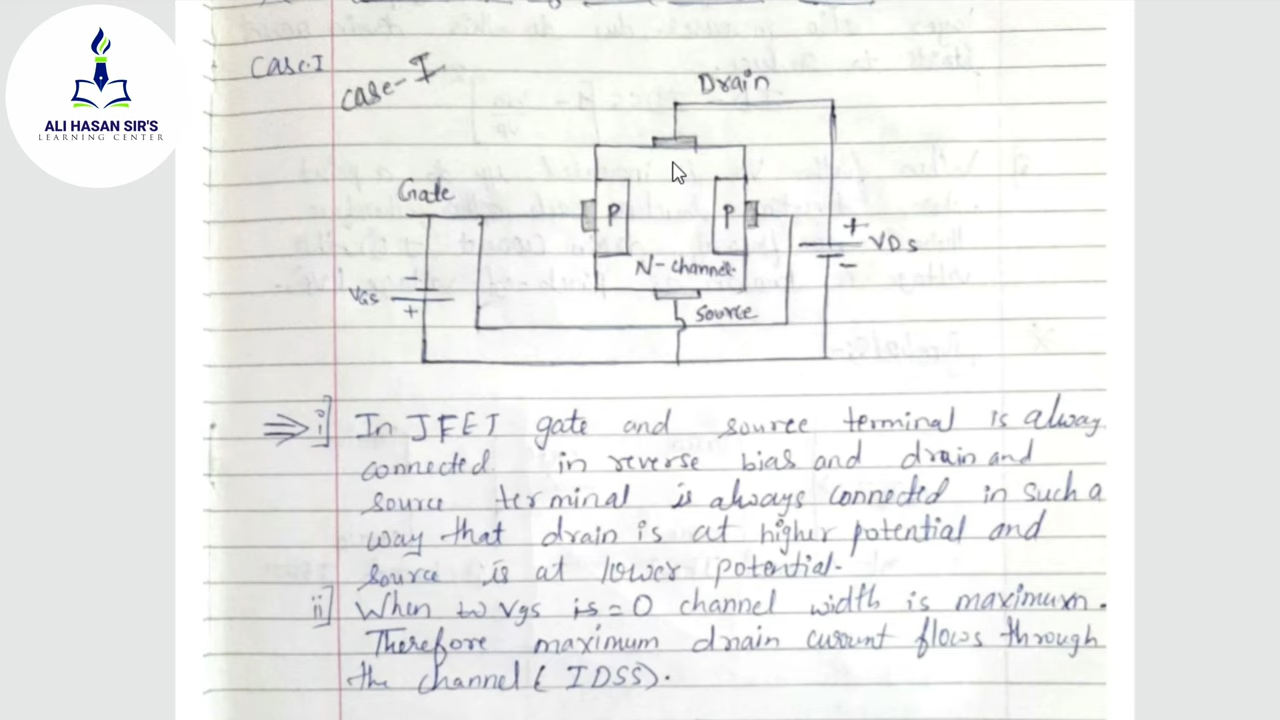 ALI HASAN SIR'S
LEARNING CENTER
Case.I
case-I
Drain
Gate
P
P
+
VDS
-
N-channel
-
VGS
+
source
⇒ i] In JFET gate and source terminal is alway
connected in reverse bias and drain and
source terminal is always connected in such a
way that drain is at higher potential and
source is at lower potential.
ii] When Vgs is = 0 channel width is maximum.
Therefore maximum drain current flows through
the channel ( IDSS).